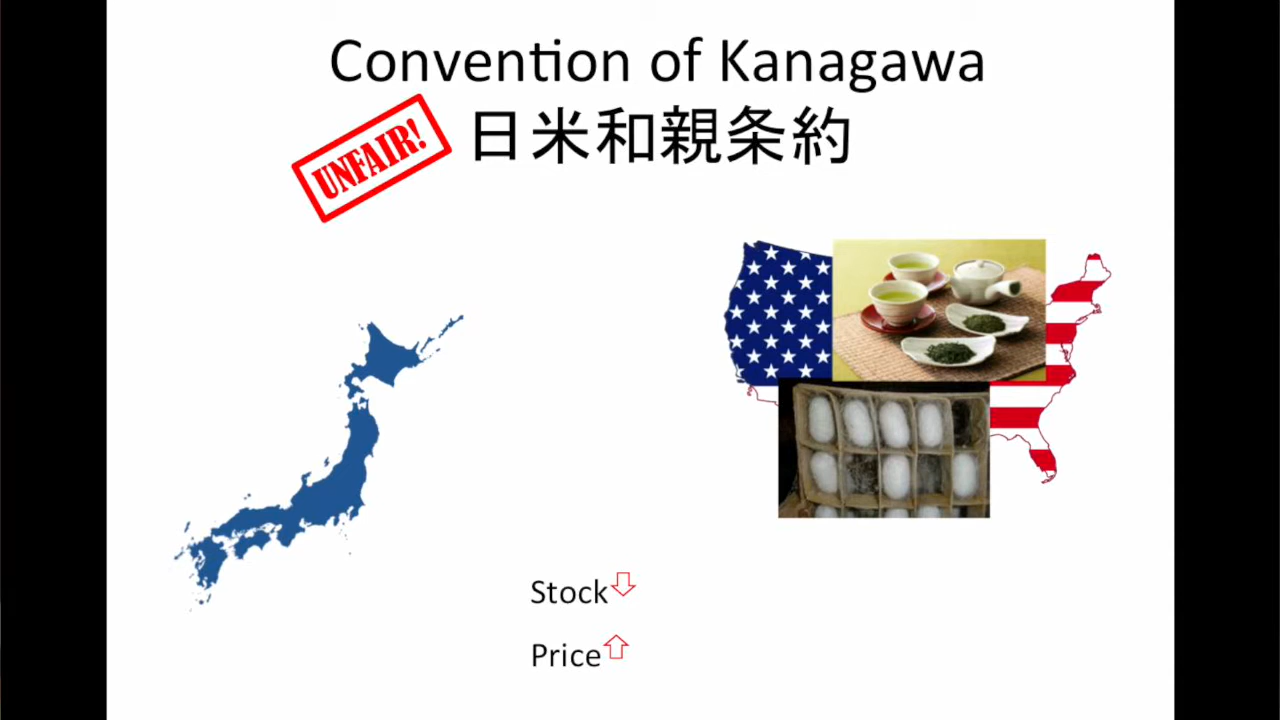 Convention of Kanagawa
日米和親条約
UNFAIR!
Stock
Price